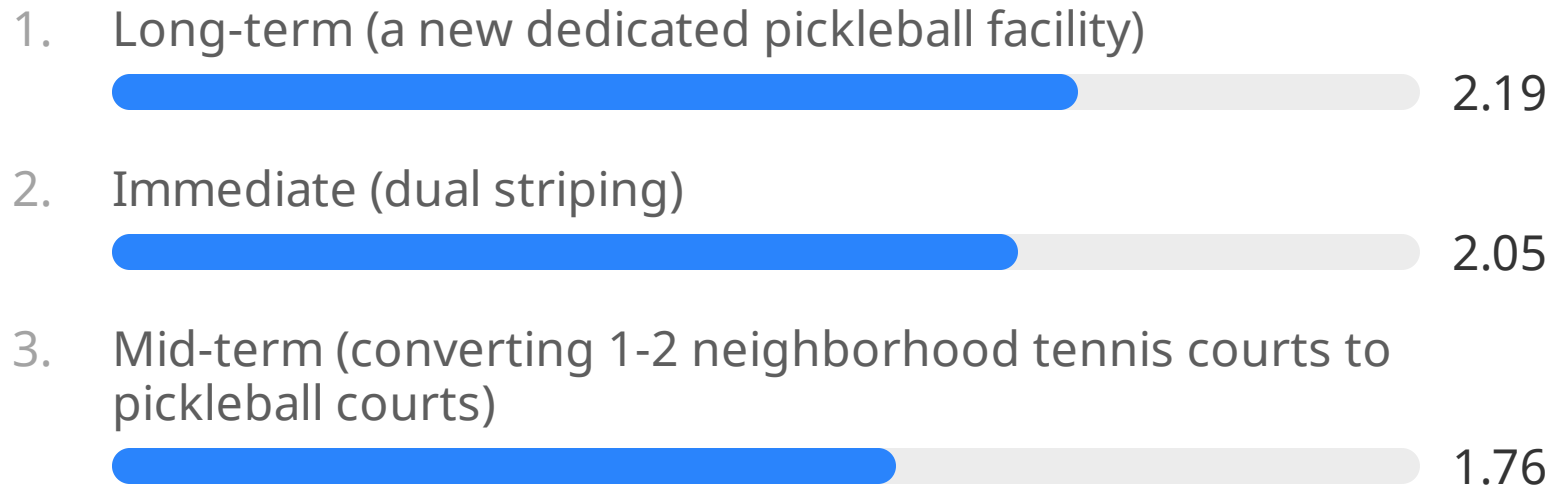 1. Long-term (a new dedicated pickleball facility)
2.19
2. Immediate (dual striping)
2.05
3. Mid-term (converting 1-2 neighborhood tennis courts to
pickleball courts)
1.76